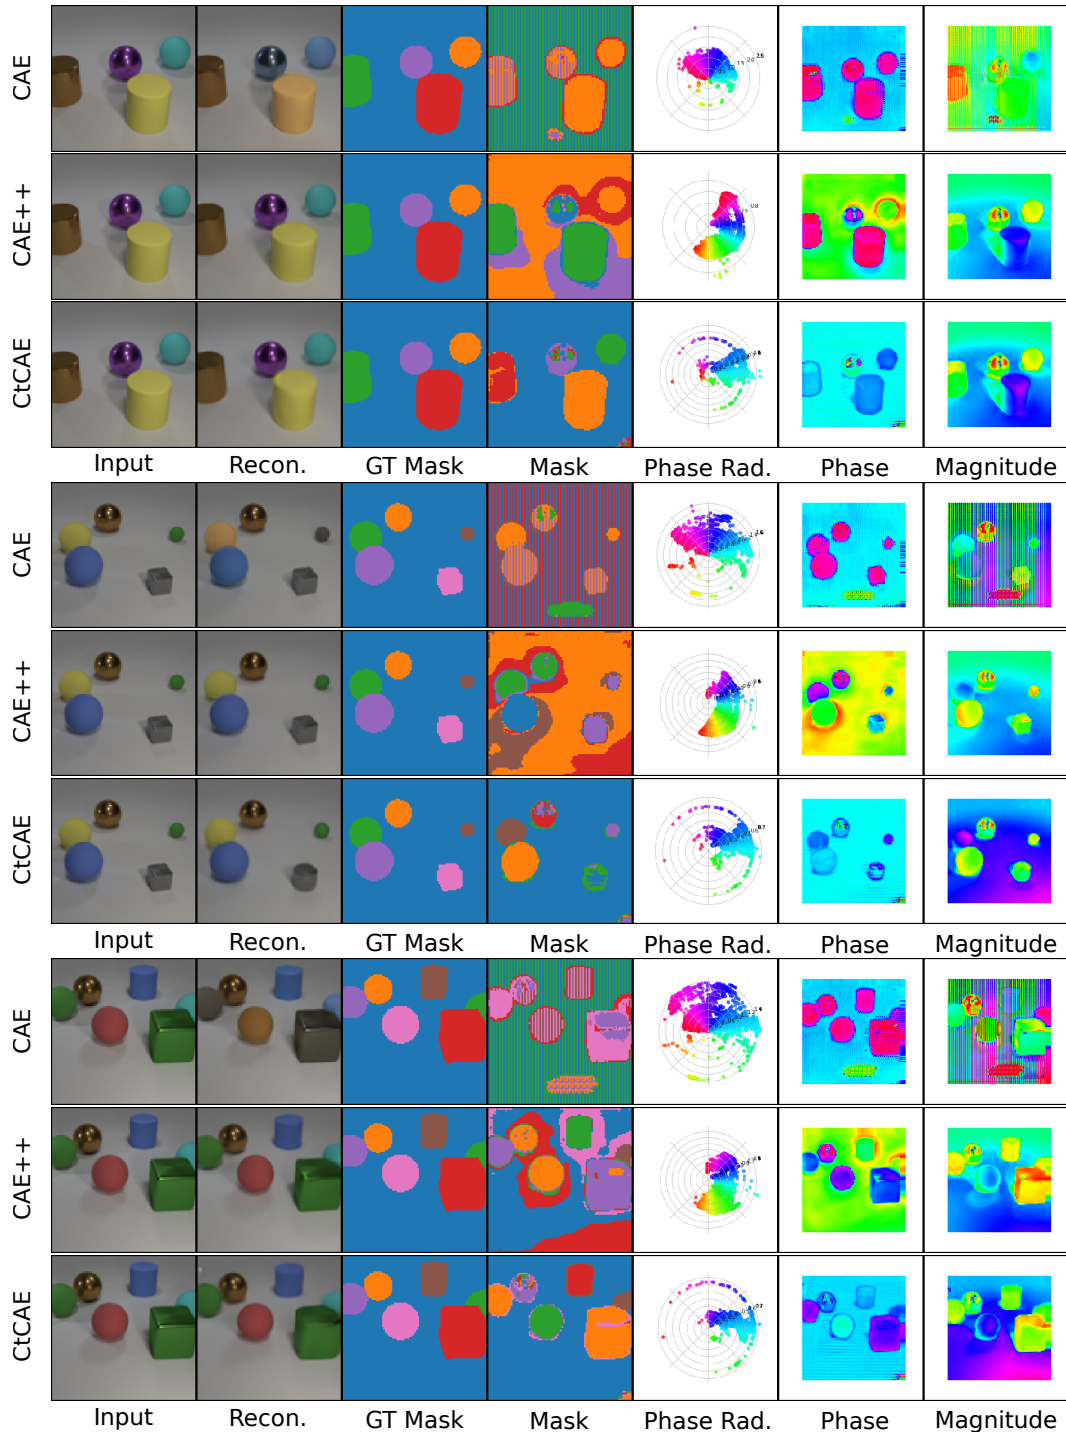 CAE
CAE++
CtCAE
Input Recon. GT Mask Mask Phase Rad. Phase Magnitude
CAE
CAE++
CtCAE
Input Recon. GT Mask Mask Phase Rad. Phase Magnitude
CAE
CAE++
CtCAE
Input Recon. GT Mask Mask Phase Rad. Phase Magnitude